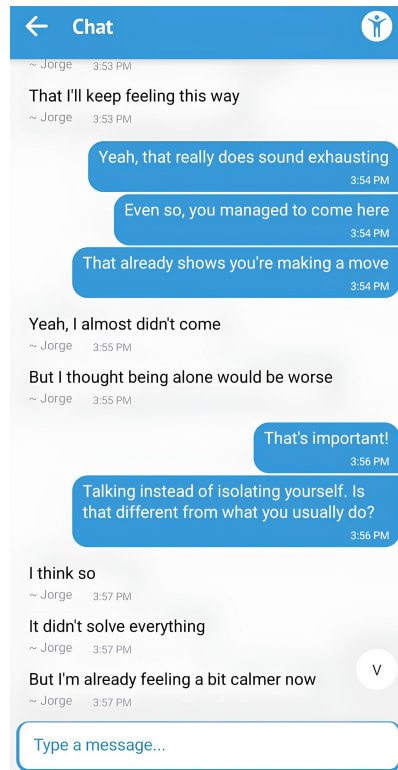 Chat
~ Jorge 3:53 PM
That I'll keep feeling this way
~ Jorge 3:53 PM
Yeah, that really does sound exhausting
3:54 PM
Even so, you managed to come here
3:54 PM
That already shows you're making a move
3:54 PM
Yeah, I almost didn't come
~ Jorge 3:55 PM
But I thought being alone would be worse
~ Jorge 3:55 PM
That's important!
3:56 PM
Talking instead of isolating yourself. Is
that different from what you usually do?
3:56 PM
I think so
~ Jorge 3:57 PM
It didn't solve everything
~ Jorge 3:57 PM
V
But I'm already feeling a bit calmer now
~ Jorge 3:57 PM
Type a message...